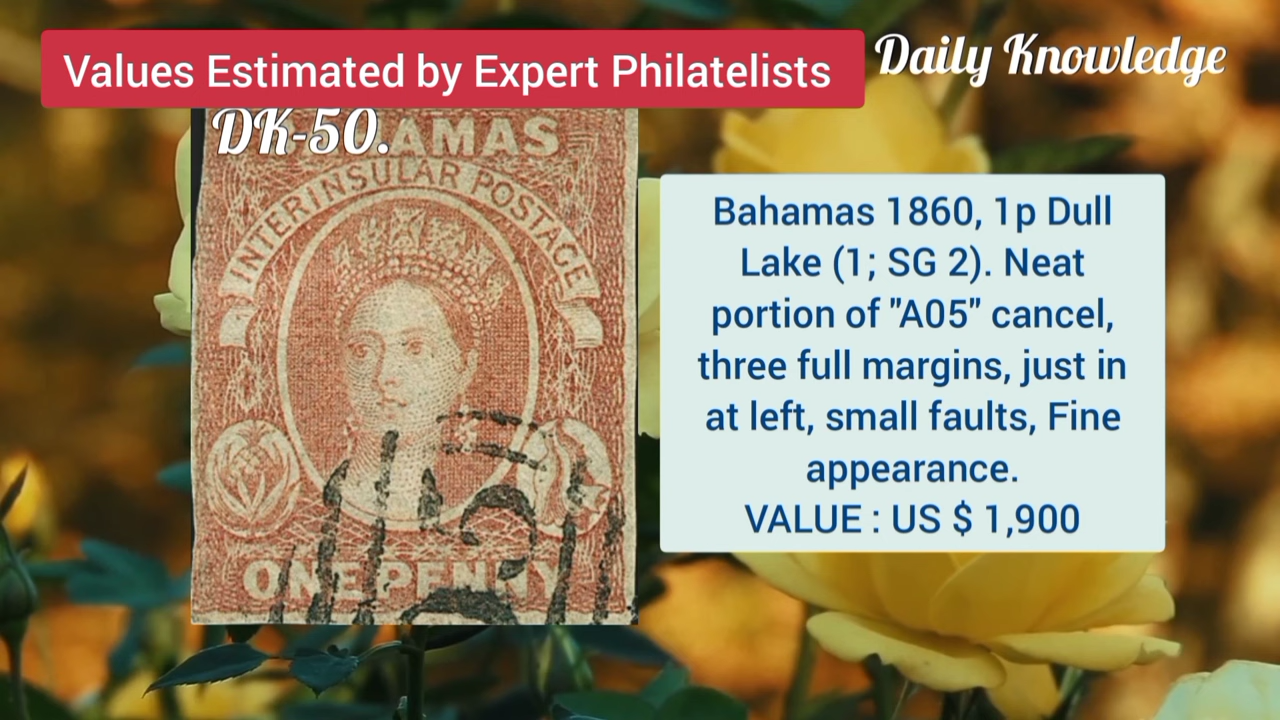 Values Estimated by Expert Philatelists
Daily Knowledge
DK-50.
AMAS
INTERINSULAR POSTAGE
ONE PENNY
Bahamas 1860, 1p Dull
Lake (1; SG 2). Neat
portion of "A05" cancel,
three full margins, just in
at left, small faults, Fine
appearance.
VALUE : US $ 1,900